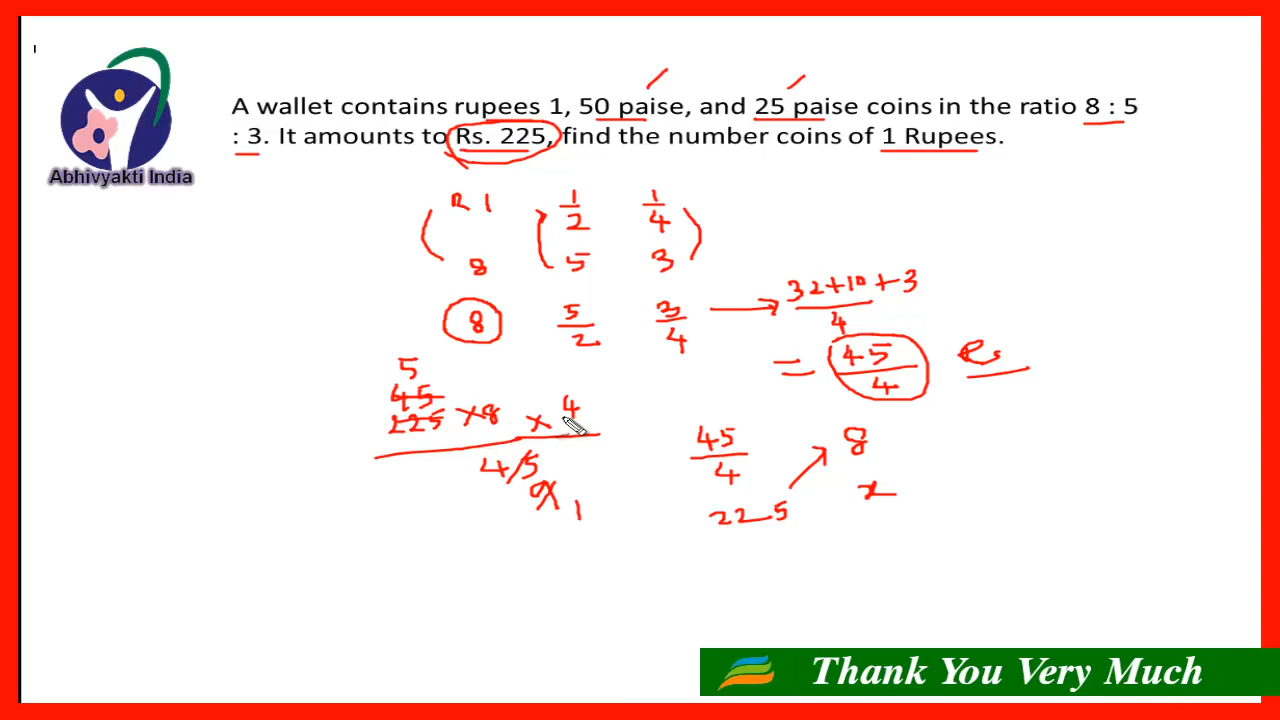 A wallet contains rupees 1, 50 paise, and 25 paise coins in the ratio 8 : 5
: 3. It amounts to Rs. 225, find the number coins of 1 Rupees.
Abhivyakti India
R 1 1/2 1/4
8 5 3
8 5/2 3/4 → 32+10+3/4
= 45/4 Rs
5
45
225 × 8 × 4
45
9 1
45/4 8
225 x
Thank You Very Much